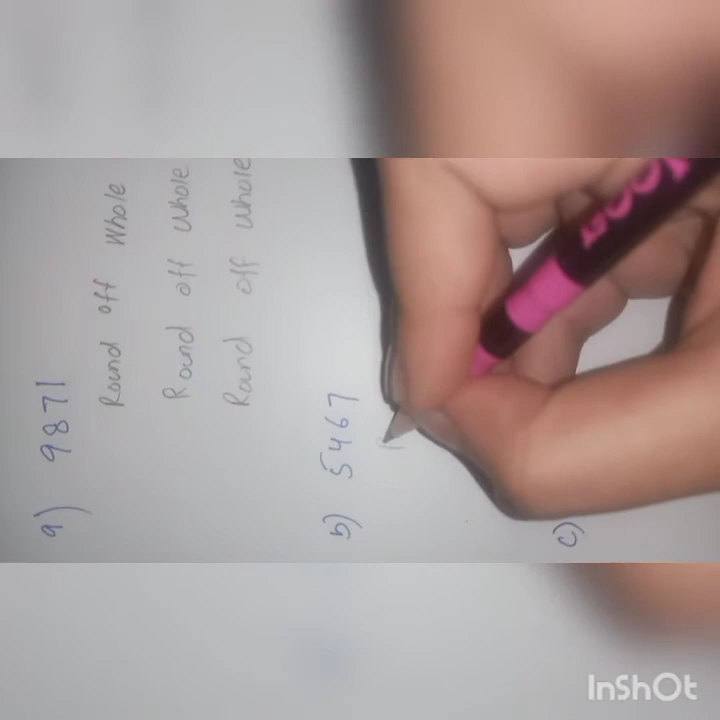 a) 9871
Round off whole
Round off whole
Round off whole
b) 5467
c)
InShOt